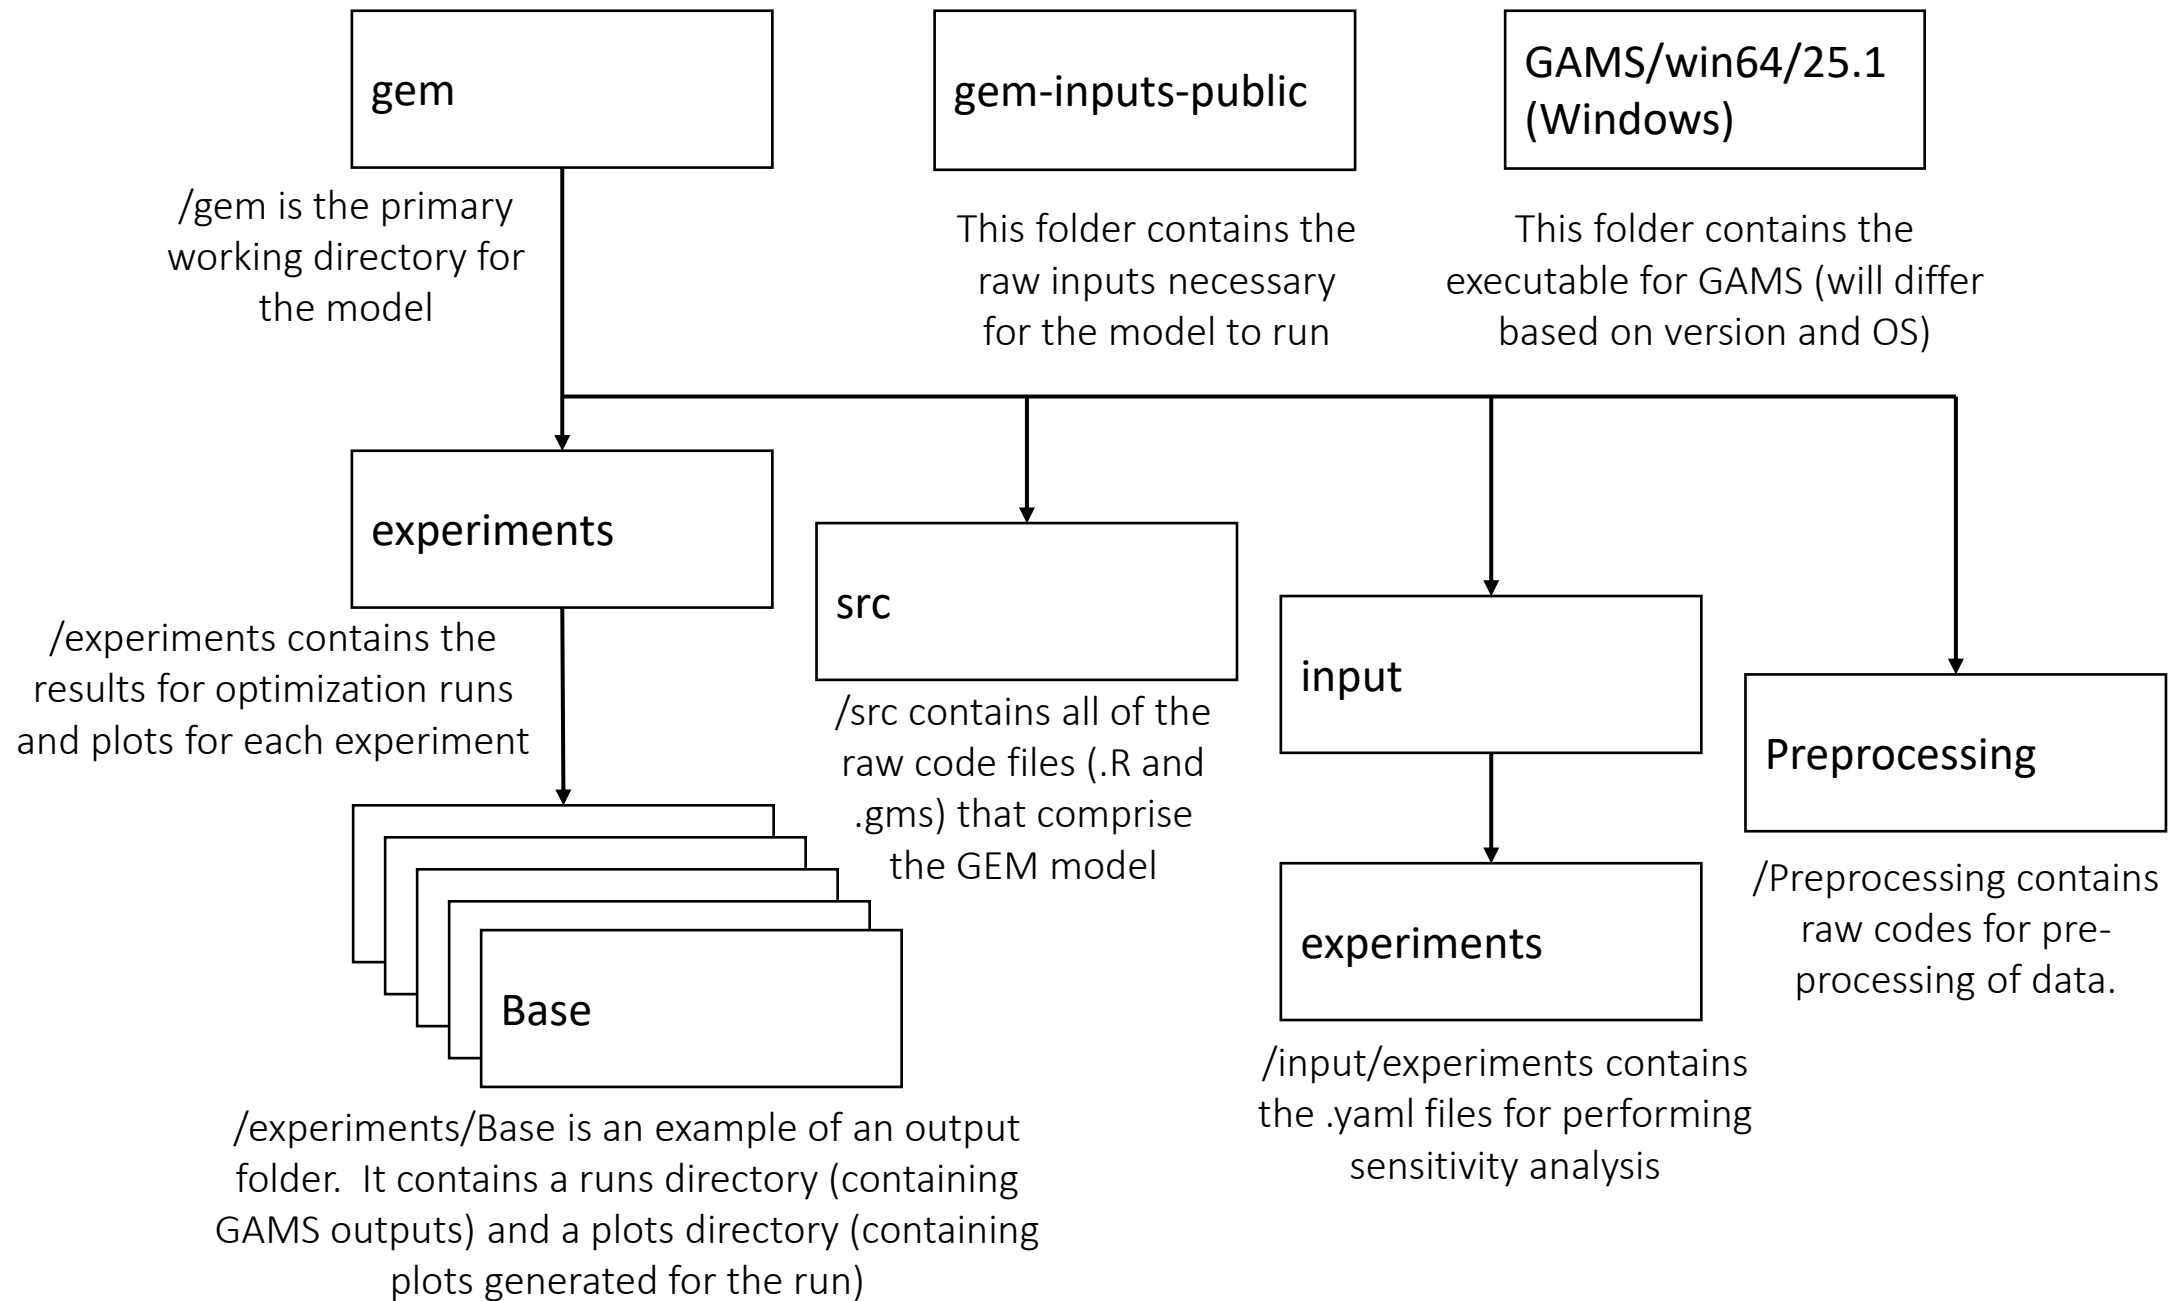 gem
/gem is the primary
working directory for
the model
gem-inputs-public
This folder contains the
raw inputs necessary
for the model to run
GAMS/win64/25.1
(Windows)
This folder contains the
executable for GAMS (will differ
based on version and OS)
experiments
/experiments contains the
results for optimization runs
and plots for each experiment
src
/src contains all of the
raw code files (.R and
.gms) that comprise
the GEM model
input
Preprocessing
/Preprocessing contains
raw codes for pre-
processing of data.
experiments
/input/experiments contains
the .yaml files for performing
sensitivity analysis
Base
/experiments/Base is an example of an output
folder.  It contains a runs directory (containing
GAMS outputs) and a plots directory (containing
plots generated for the run)